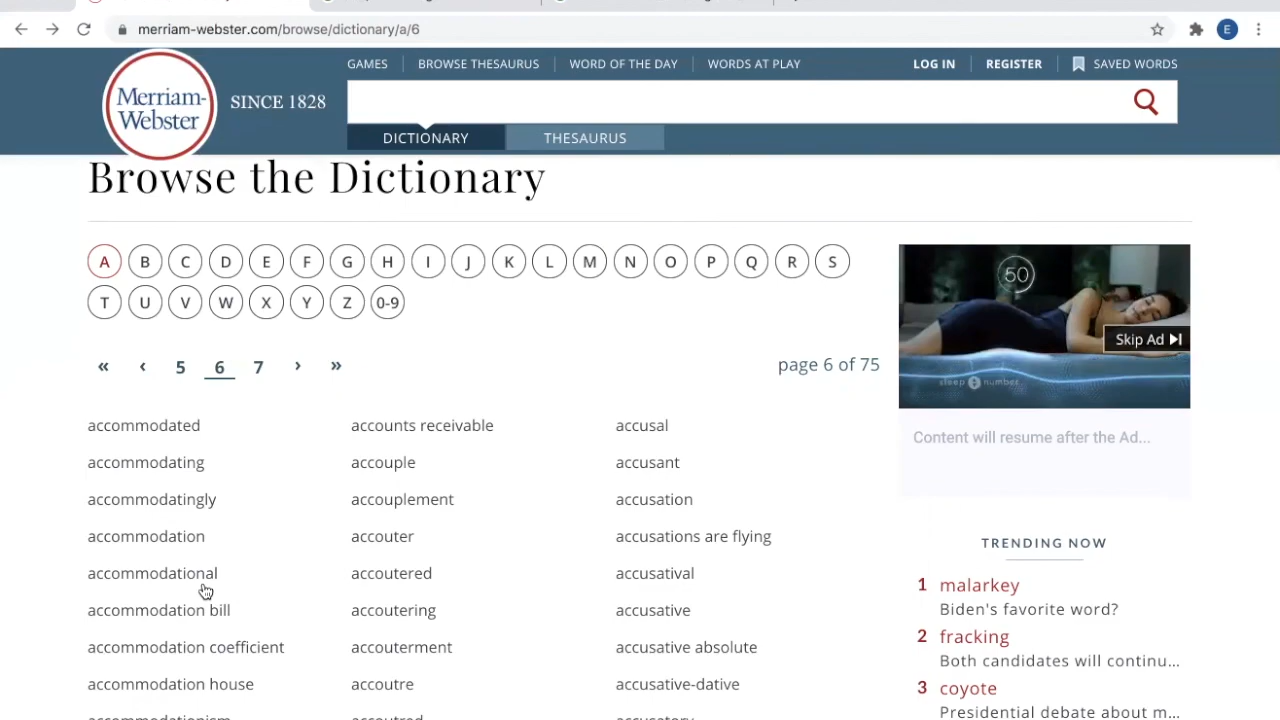 merriam-webster.com/browse/dictionary/a/6
E
GAMES
BROWSE THESAURUS
WORD OF THE DAY
WORDS AT PLAY
LOG IN
REGISTER
SAVED WORDS
Merriam-
Webster
SINCE 1828
DICTIONARY
THESAURUS
Browse the Dictionary
A B C D E F G H I J K L M N O P Q R S
T U V W X Y Z 0-9
« ‹ 5 6 7 › »
page 6 of 75
accommodated
accommodating
accommodatingly
accommodation
accommodational
accommodation bill
accommodation coefficient
accommodation house
accommodationism
accounts receivable
accouple
accouplement
accouter
accoutered
accoutering
accouterment
accoutre
accoutred
accusal
accusant
accusation
accusations are flying
accusatival
accusative
accusative absolute
accusative-dative
accusatory
50
Skip Ad
sleep number
Content will resume after the Ad...
TRENDING NOW
1 malarkey
Biden's favorite word?
2 fracking
Both candidates will continu...
3 coyote
Presidential debate about m...